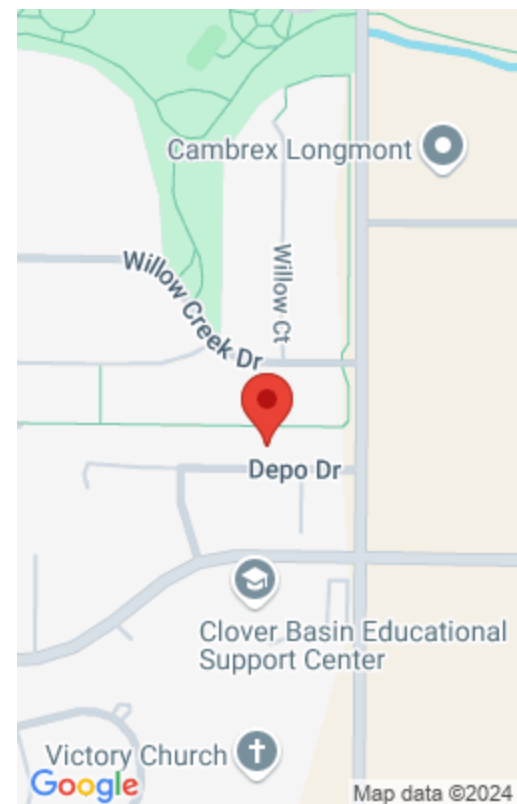 Cambrex Longmont
Willow Ct
Willow Creek Dr
Depo Dr
Clover Basin Educational
Support Center
Victory Church
Google
Map data ©2024